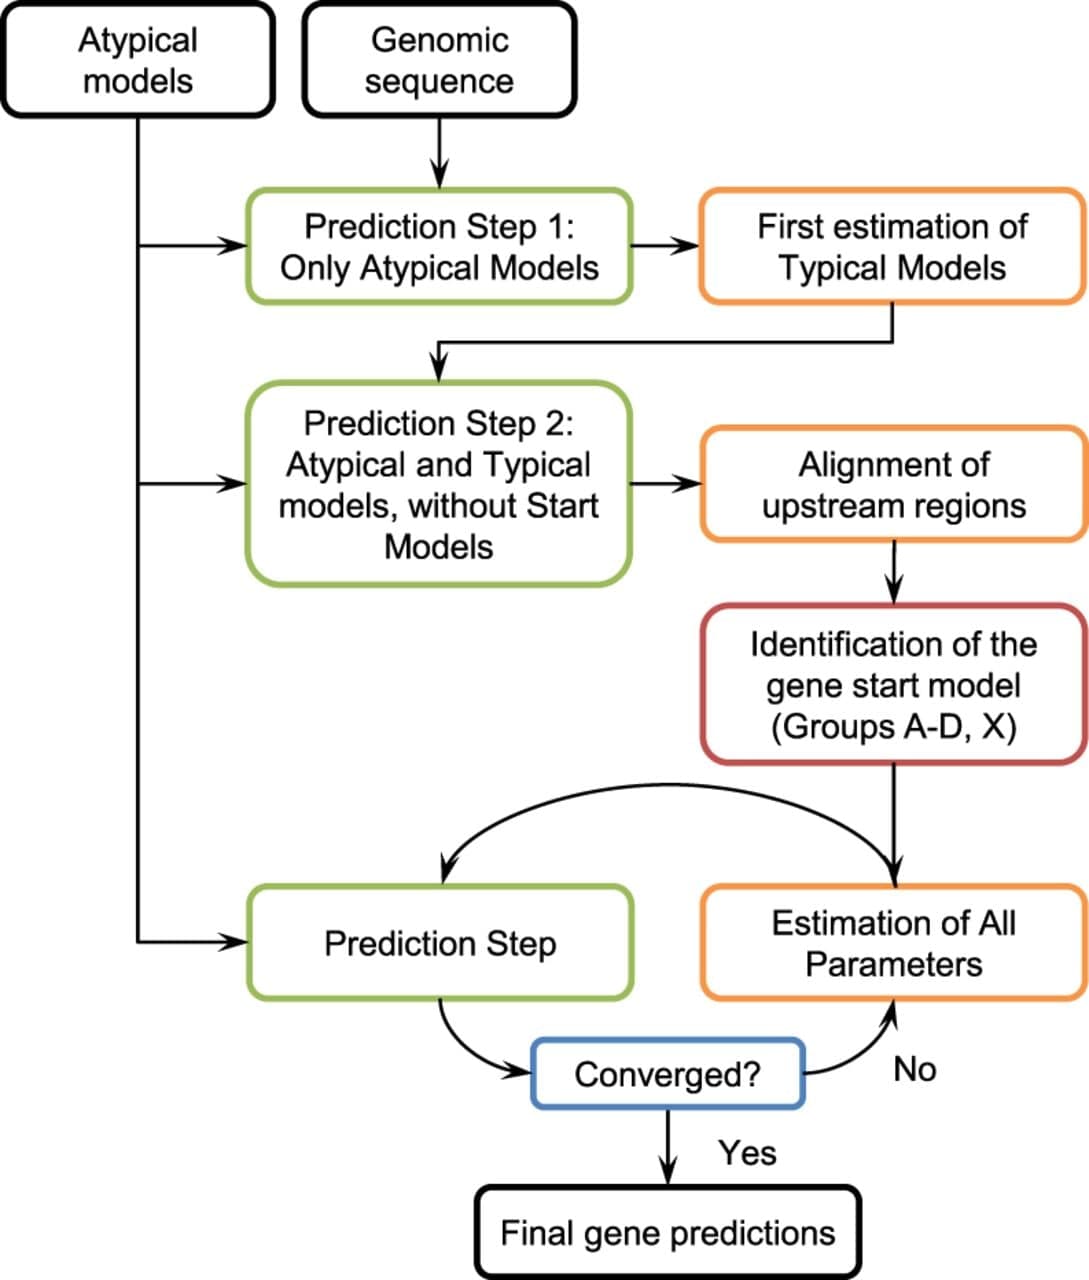 Atypical
models
Genomic
sequence
Prediction Step 1:
Only Atypical Models
First estimation of
Typical Models
Prediction Step 2:
Atypical and Typical
models, without Start
Models
Alignment of
upstream regions
Identification of the
gene start model
(Groups A-D, X)
Prediction Step
Estimation of All
Parameters
Converged?
No
Yes
Final gene predictions